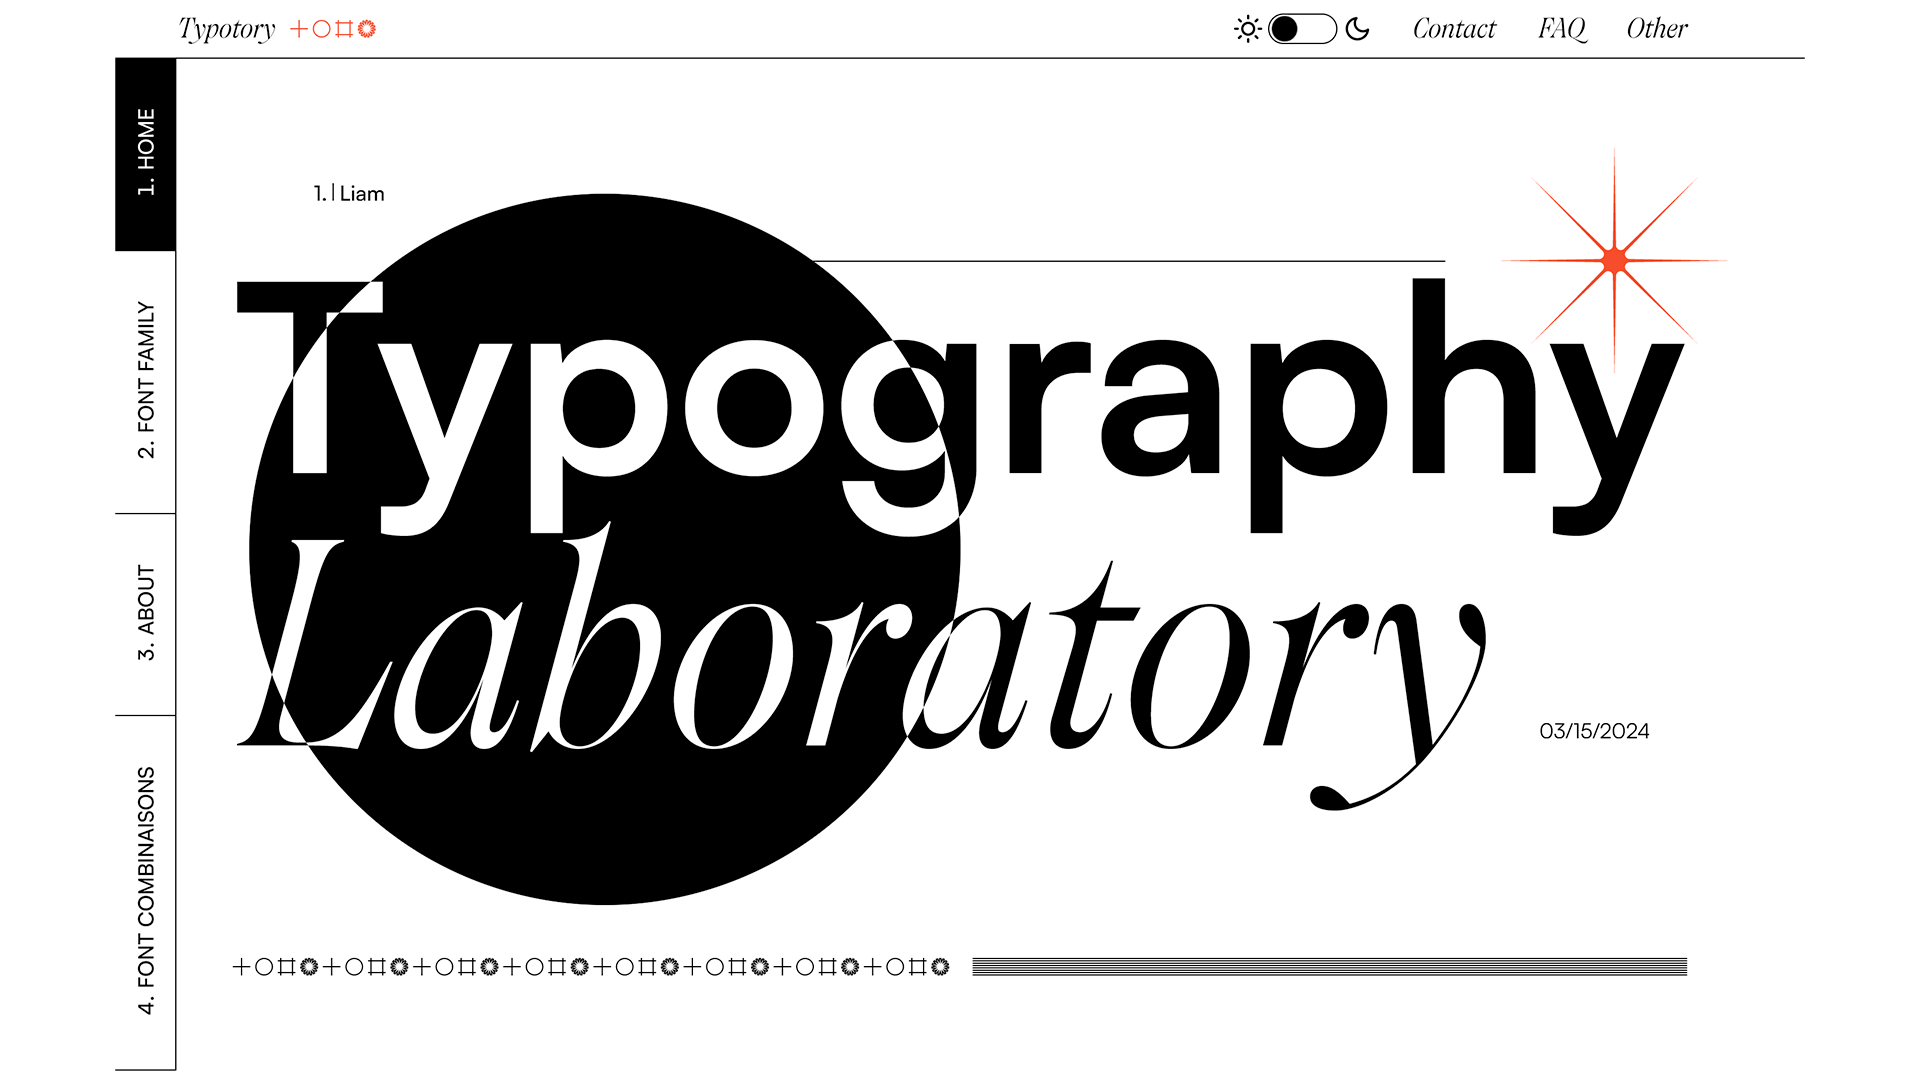 Typotory
Contact
FAQ
Other
1. HOME
2. FONT FAMILY
3. ABOUT
4. FONT COMBINAISONS
1. | Liam
Typography
Laboratory
03/15/2024